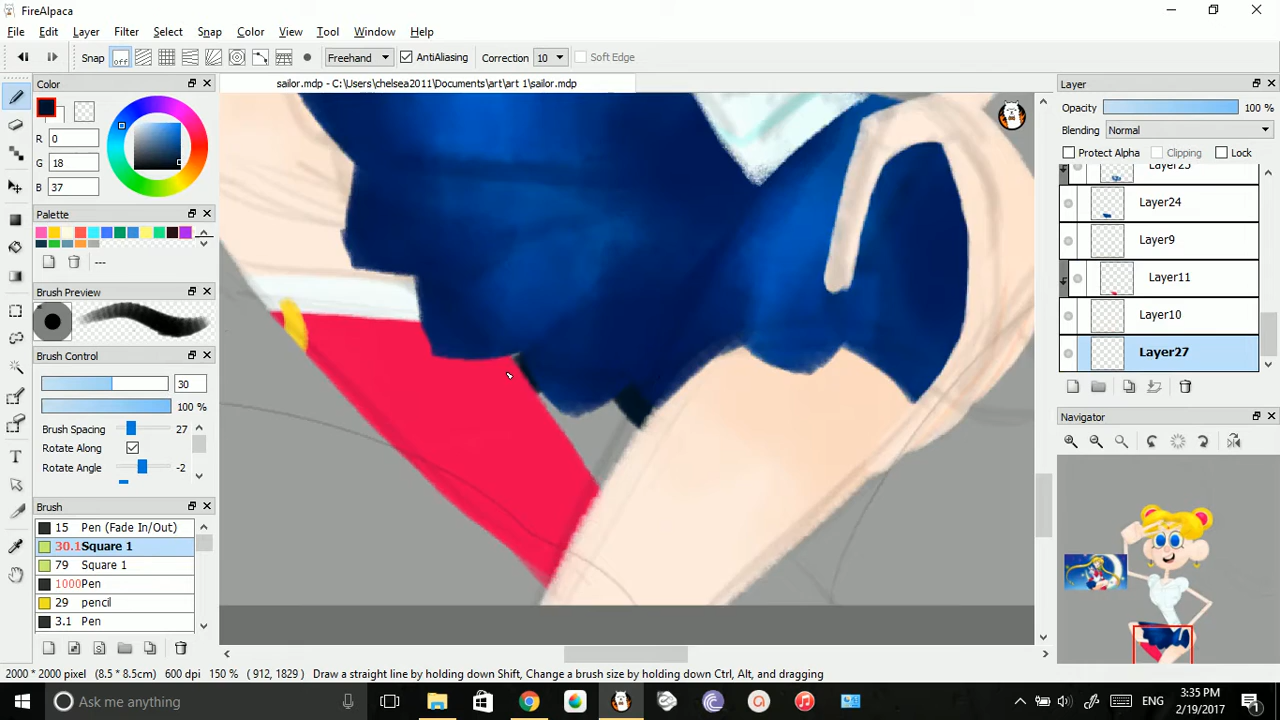 FireAlpaca
File Edit Layer Filter Select Snap Color View Tool Window Help
Snap off Freehand AntiAliasing Correction 10 Soft Edge
Color
sailor.mdp - C:\Users\chelsea2011\Documents\art\art 1\sailor.mdp
Layer
Opacity 100 %
R 0
Blending Normal
G 18
Protect Alpha Clipping Lock
B 37
Layer25
Palette
Layer24
Layer9
---
Layer11
Brush Preview
Layer10
Brush Control
Layer27
30
100 %
Brush Spacing 27
Navigator
Rotate Along
Rotate Angle -2
Brush
15 Pen (Fade In/Out)
30.1 Square 1
79 Square 1
1000 Pen
29 pencil
3.1 Pen
2000 * 2000 pixel (8.5 * 8.5cm) 600 dpi 150 % (912, 1829) Draw a straight line by holding down Shift, Change a brush size by holding down Ctrl, Alt, and dragging
Ask me anything
ENG
3:35 PM
2/19/2017
1